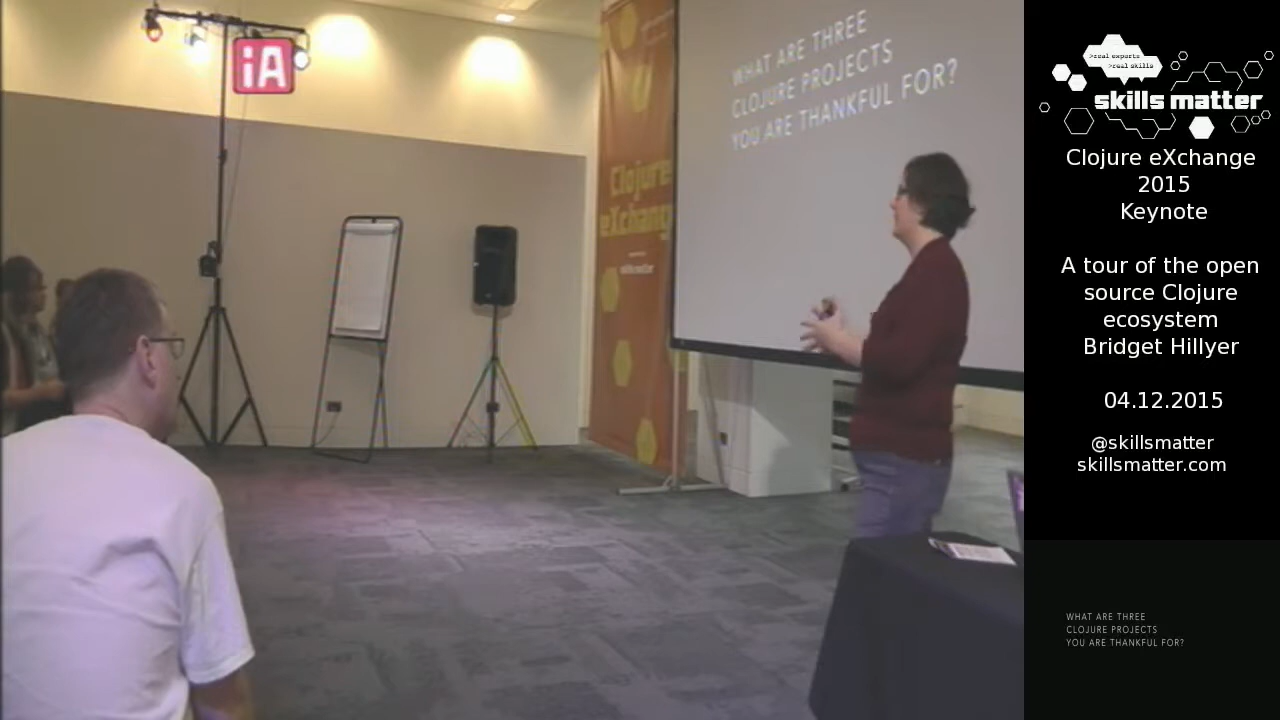 iA
WHAT ARE THREE
CLOJURE PROJECTS
YOU ARE THANKFUL FOR?
Clojure
eXchang
>real experts
>real skills
skills matter
Clojure eXchange
2015
Keynote
A tour of the open
source Clojure
ecosystem
Bridget Hillyer
04.12.2015
@skillsmatter
skillsmatter.com
WHAT ARE THREE
CLOJURE PROJECTS
YOU ARE THANKFUL FOR?